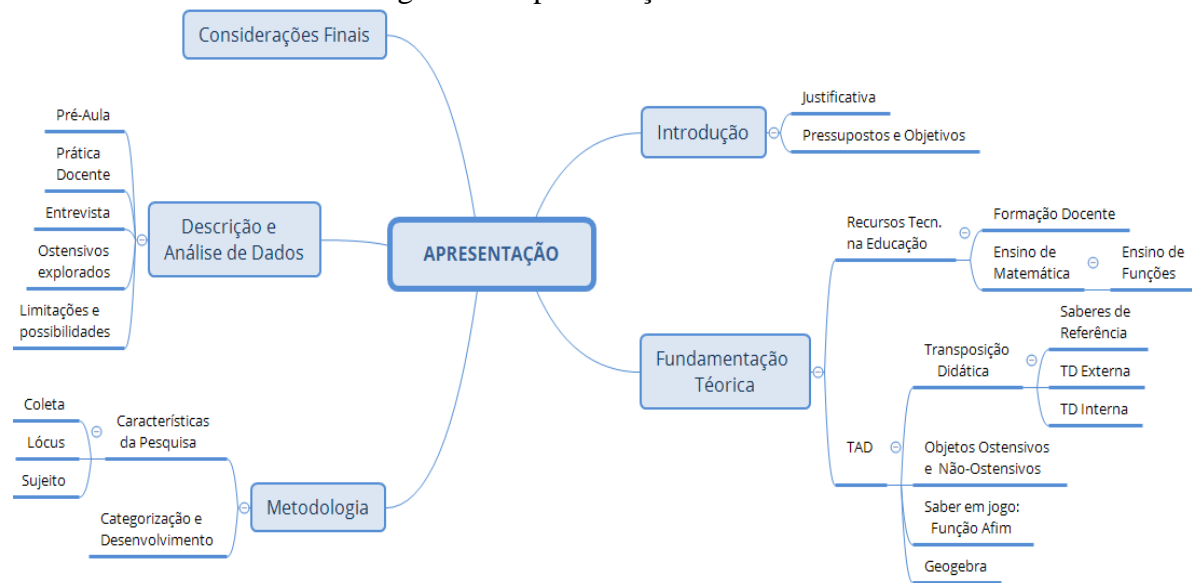 Considerações Finais
Pré-Aula
Prática
Docente
Entrevista
Ostensivos
explorados
Limitações e
possibilidades
Descrição e
Análise de Dados
Coleta
Lócus
Sujeito
Características
da Pesquisa
Categorização e
Desenvolvimento
Metodologia
APRESENTAÇÃO
Introdução
Justificativa
Pressupostos e Objetivos
Fundamentação
Téorica
Recursos Tecn.
na Educação
Formação Docente
Ensino de
Matemática
Ensino de
Funções
TAD
Transposição
Didática
Saberes de
Referência
TD Externa
TD Interna
Objetos Ostensivos
e Não-Ostensivos
Saber em jogo:
Função Afim
Geogebra